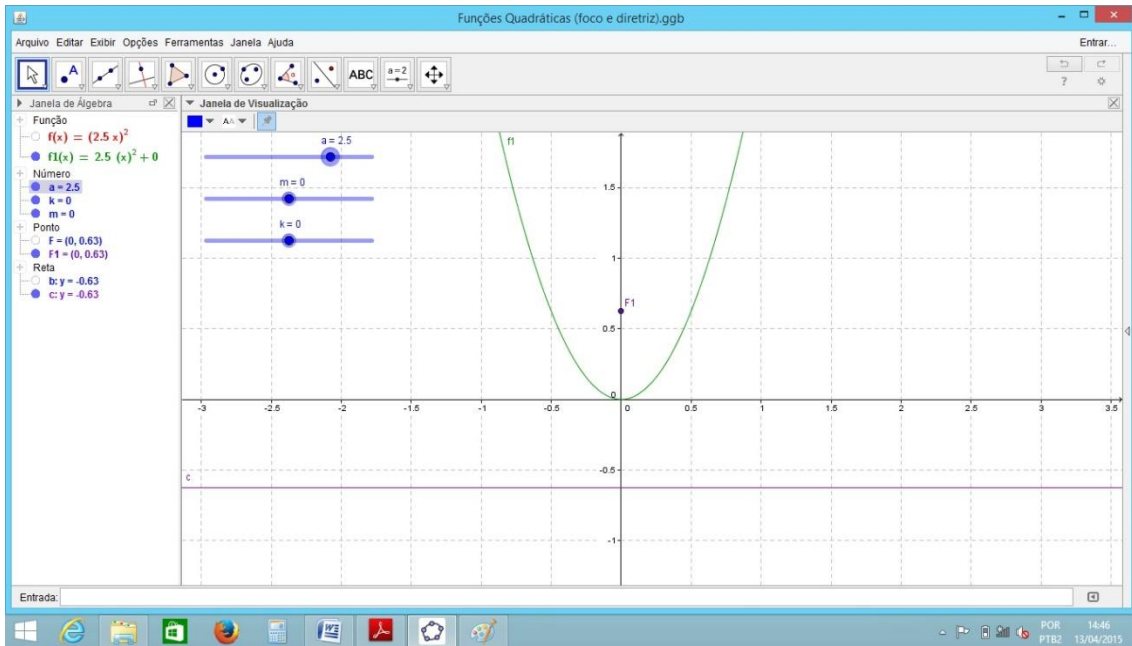 Funções Quadráticas (foco e diretriz).ggb
Arquivo Editar Exibir Opções Ferramentas Janela Ajuda
Entrar...
A
ABC
a=2
?
Janela de Álgebra
Função
f(x) = (2.5 x)²
f1(x) = 2.5 (x)² + 0
Número
a = 2.5
k = 0
m = 0
Ponto
F = (0, 0.63)
F1 = (0, 0.63)
Reta
b: y = -0.63
c: y = -0.63
Janela de Visualização
AA
a = 2.5
m = 0
k = 0
f1
1.5
1
F1
0.5
0
-3 -2.5 -2 -1.5 -1 -0.5 0 0.5 1 1.5 2 2.5 3 3.5
-0.5
c
-1
Entrada:
POR
PTB2
14:46
13/04/2015